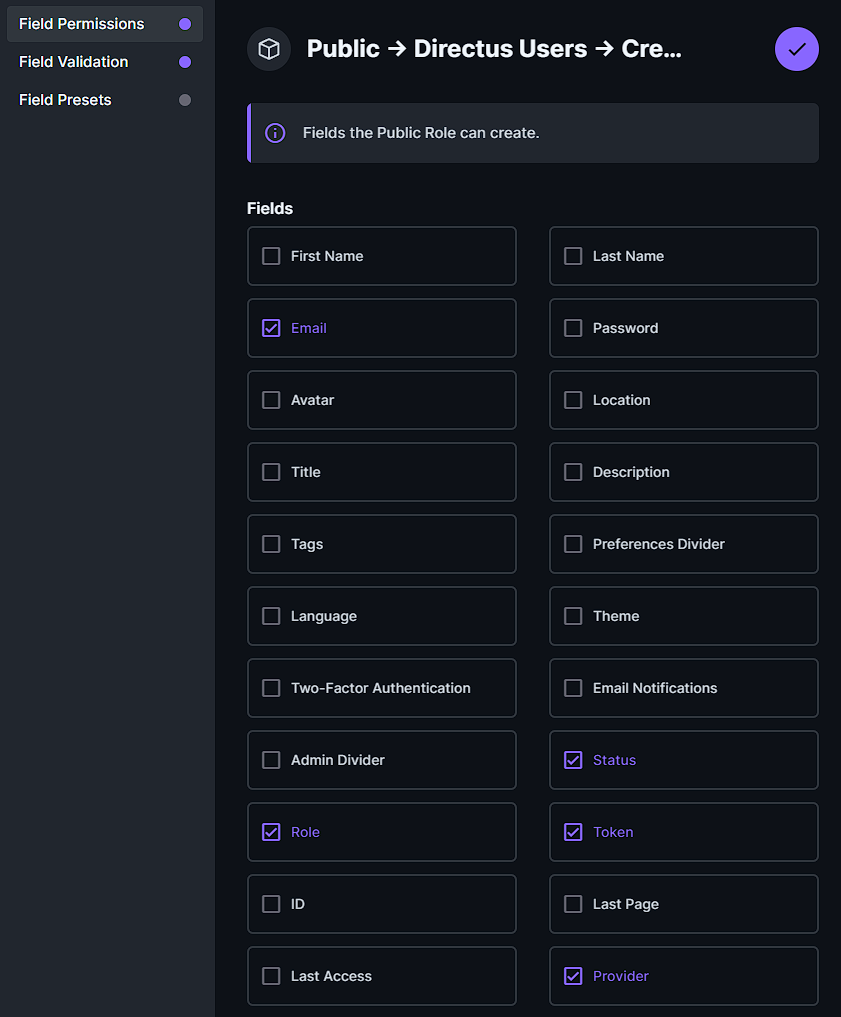 Field Permissions
Field Validation
Field Presets
Public → Directus Users → Cre...
Fields the Public Role can create.
Fields
First Name
Last Name
Email
Password
Avatar
Location
Title
Description
Tags
Preferences Divider
Language
Theme
Two-Factor Authentication
Email Notifications
Admin Divider
Status
Role
Token
ID
Last Page
Last Access
Provider